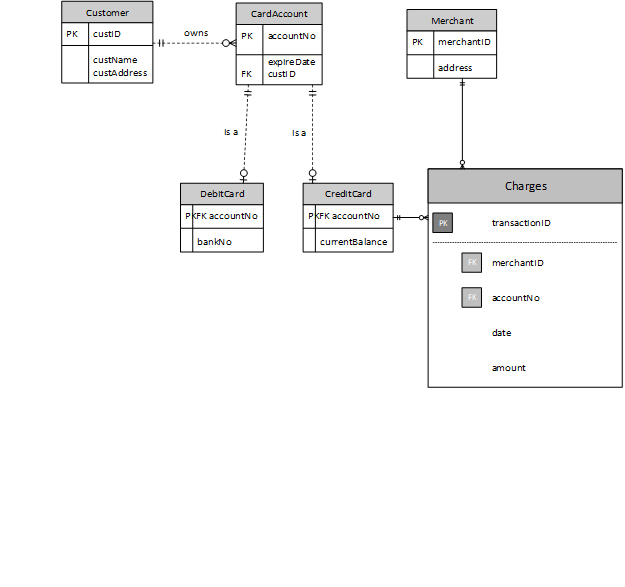 Customer
PK custID
custName
custAddress
owns
CardAccount
PK accountNo
expireDate
FK custID
Merchant
PK merchantID
address
Is a
Is a
DebitCard
PKFK accountNo
bankNo
CreditCard
PKFK accountNo
currentBalance
Charges
PK transactionID
FK merchantID
FK accountNo
date
amount